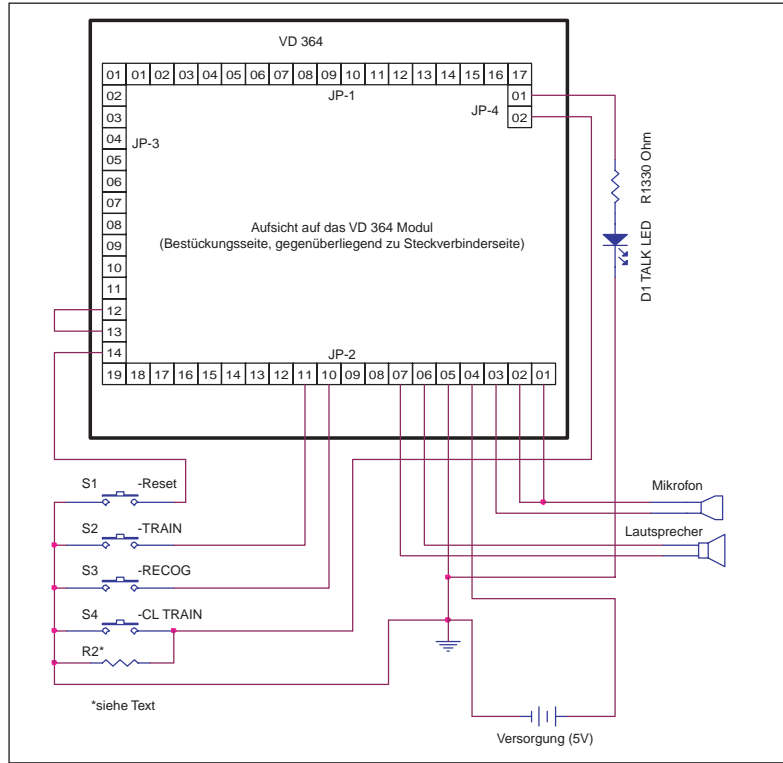 VD 364
01 01 02 03 04 05 06 07 08 09 10 11 12 13 14 15 16 17
02
03
04
05
06
07
08
09
10
11
12
13
14
JP-1
JP-3
JP-4
01
02
Aufsicht auf das VD 364 Modul
(Bestückungsseite, gegenüberliegend zu Steckverbinderseite)
JP-2
19 18 17 16 15 14 13 12 11 10 09 08 07 06 05 04 03 02 01
R1330 Ohm
D1 TALK LED
S1 -Reset
S2 -TRAIN
S3 -RECOG
S4 -CL TRAIN
R2*
*siehe Text
Mikrofon
Lautsprecher
Versorgung (5V)